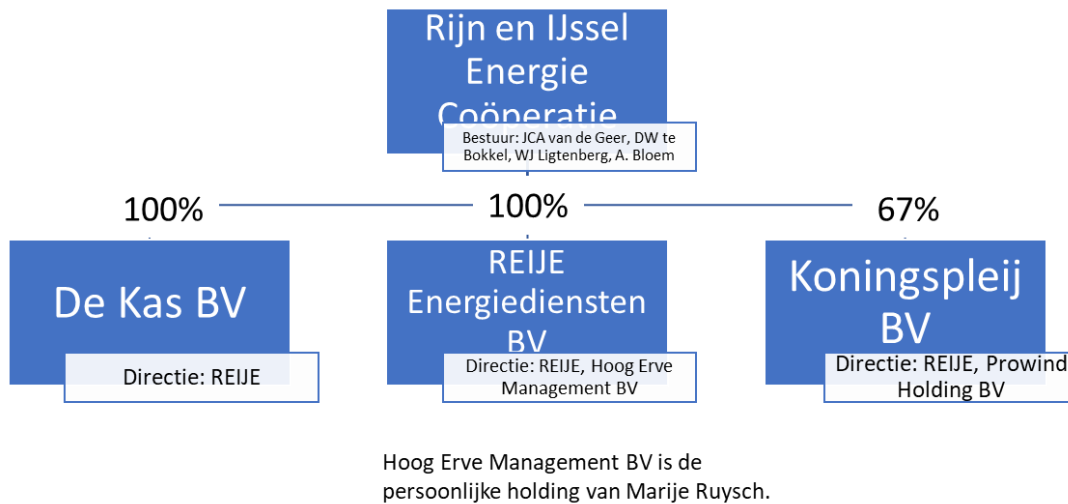 Rijn en IJssel
Energie
Coöperatie
Bestuur: JCA van de Geer, DW te
Bokkel, WJ Ligtenberg, A. Bloem
100%
100%
67%
De Kas BV
Directie: REIJE
REIJE
Energiediensten
BV
Directie: REIJE, Hoog Erve
Management BV
Koningspleij
BV
Directie: REIJE, Prowind
Holding BV
Hoog Erve Management BV is de
persoonlijke holding van Marije Ruysch.